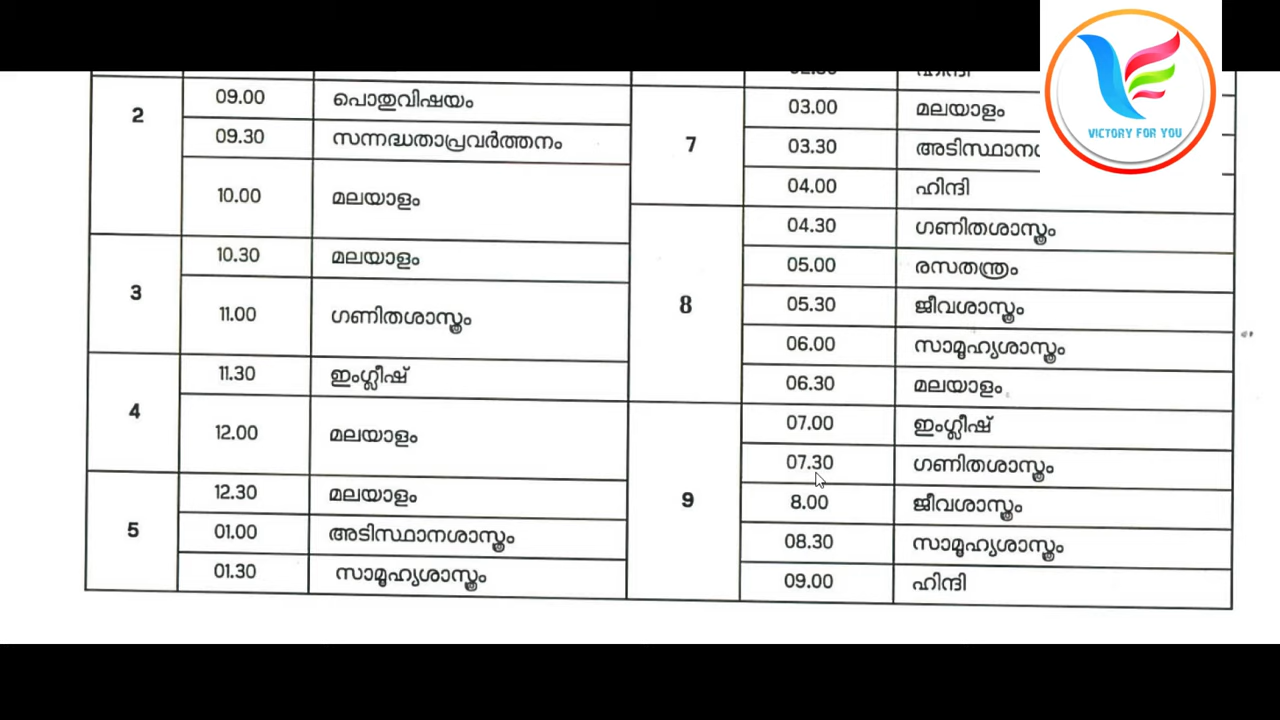 2
09.00 പൊതുവിഷയം
09.30 സന്നദ്ധതാപ്രവർത്തനം
10.00 മലയാളം
3
10.30 മലയാളം
11.00 ഗണിതശാസ്ത്രം
4
11.30 ഇംഗ്ലീഷ്
12.00 മലയാളം
5
12.30 മലയാളം
01.00 അടിസ്ഥാനശാസ്ത്രം
01.30 സാമൂഹ്യശാസ്ത്രം
ഹിന്ദി
7
03.00 മലയാളം
03.30
04.00 ഹിന്ദി
8
04.30 ഗണിതശാസ്ത്രം
05.00 രസതന്ത്രം
05.30 ജീവശാസ്ത്രം
06.00 സാമൂഹ്യശാസ്ത്രം
06.30 മലയാളം
9
07.00 ഇംഗ്ലീഷ്
07.30 ഗണിതശാസ്ത്രം
8.00 ജീവശാസ്ത്രം
08.30 സാമൂഹ്യശാസ്ത്രം
09.00 ഹിന്ദി
VICTORY FOR YOU